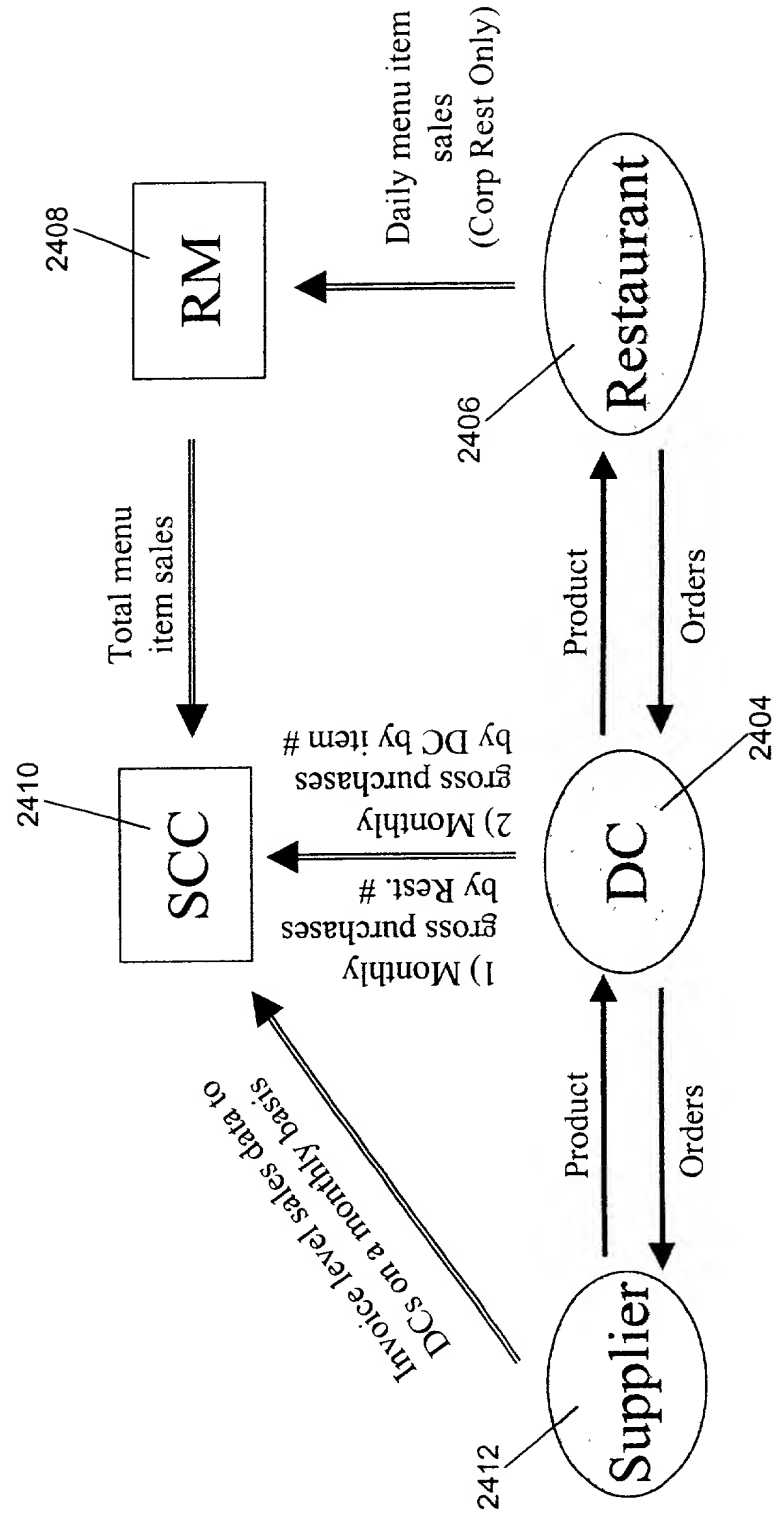 2410
SCC
Total menu
item sales
2408
RM
Invoice level sales data to
DCs on a monthly basis
1) Monthly
gross purchases
by Rest. #
2) Monthly
gross purchases
by DC by item #
Daily menu item
sales
(Corp Rest Only)
2412
Supplier
Product
Orders
DC
2404
Product
Orders
2406
Restaurant